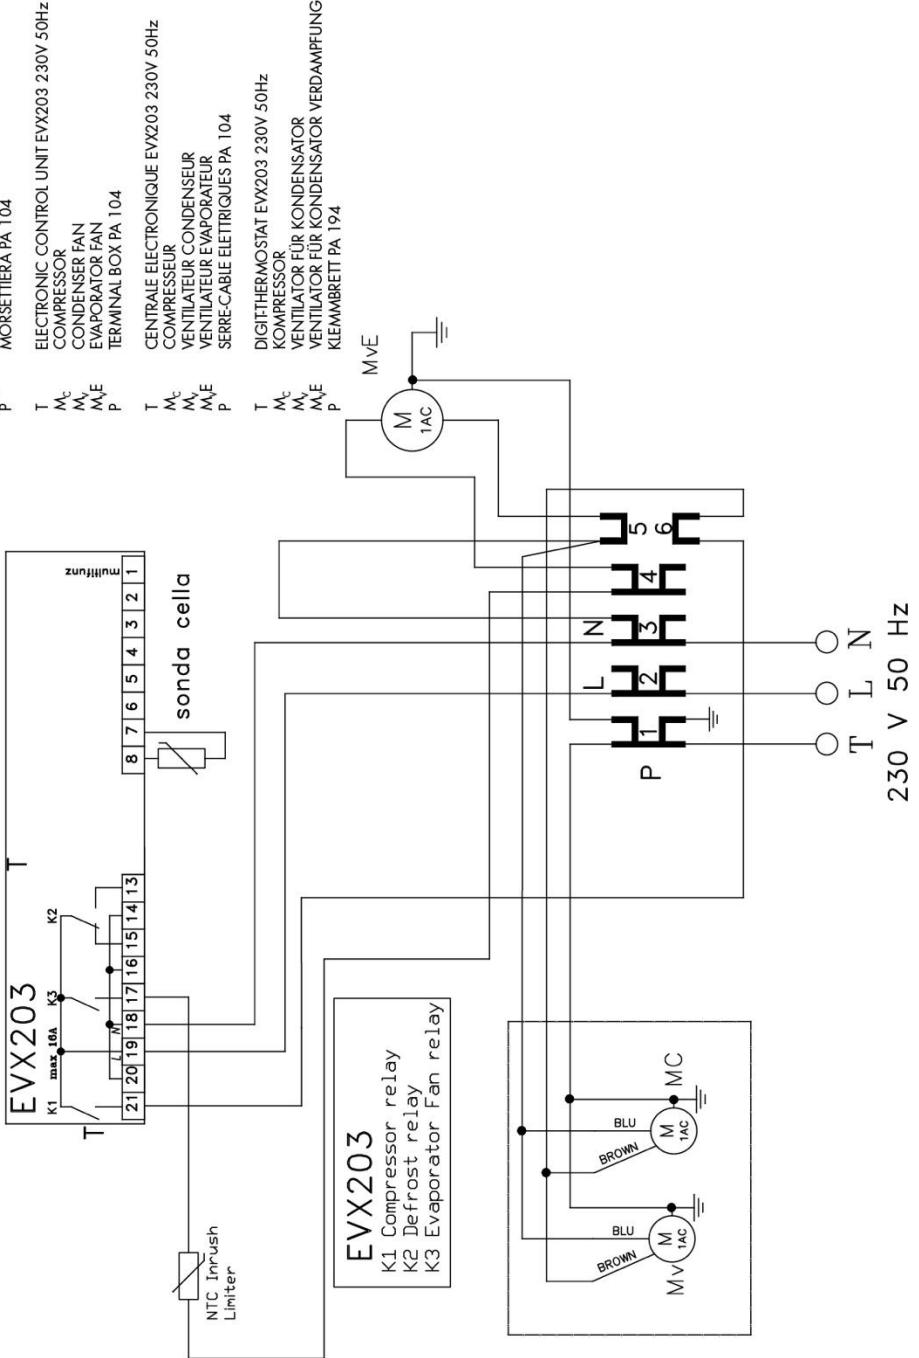 P MORSETTIERA PA 104
T ELECTRONIC CONTROL UNIT EVX203 230V 50Hz
MC COMPRESSOR
MV CONDENSER FAN
MVE EVAPORATOR FAN
P TERMINAL BOX PA 104
T CENTRALE ELECTRONIQUE EVX203 230V 50Hz
MC COMPRESSEUR
MV VENTILATEUR CONDENSEUR
MVE VENTILATEUR EVAPORATEUR
P SERRE-CABLE ELETTRIQUES PA 104
T DIGIT-THERMOSTAT EVX203 230V 50Hz
MC KOMPRESSOR
MV VENTILATOR FÜR KONDENSATOR
MVE VENTILATOR FÜR KONDENSATOR VERDAMPFUNG
P KLEMMBRETT PA 194
EVX203
T
K1 max 16A K3 K2
multifunz
L N
21 20 19 18 17 16 15 14 13
8 7 6 5 4 3 2 1
T
sonda cella
NTC Inrush
Limiter
EVX203
K1 Compressor relay
K2 Defrost relay
K3 Evaporator Fan relay
MvE
M
1AC
L N
P 1 2 3 4 5 6
T L N
230 V 50 Hz
BROWN BLU
M
1AC
Mv
BROWN BLU
M
1AC
MC